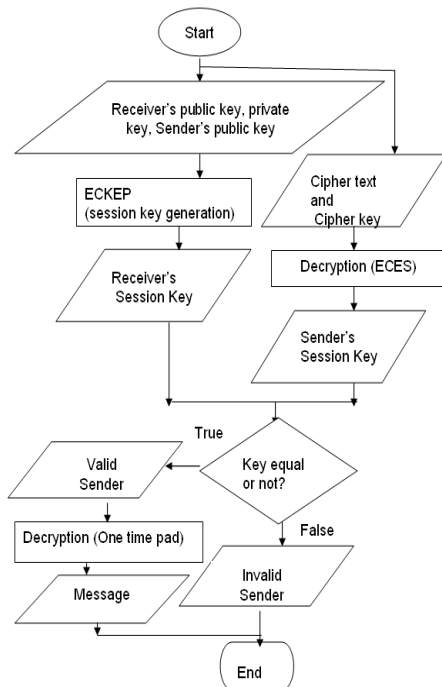 Start
Receiver's public key, private
key, Sender's public key
ECKEP
(session key generation)
Cipher text
and
Cipher key
Decryption (ECES)
Receiver's
Session Key
Sender's
Session Key
True
Key equal
or not?
Valid
Sender
False
Decryption (One time pad)
Message
Invalid
Sender
End